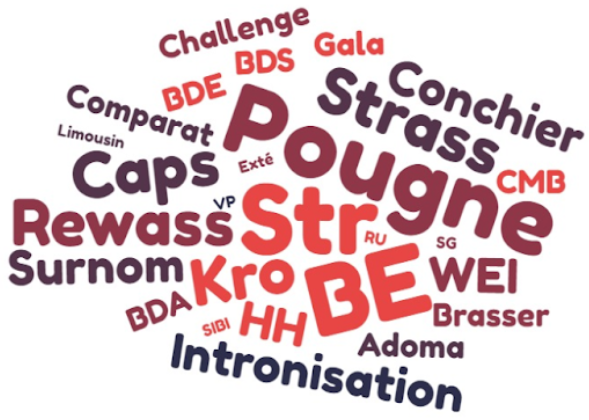 Challenge
Gala
BDS
BDE
Conchier
Strass
Comparat
Pougne
Limousin
Exté
Caps
CMB
VP
Rewass
Str
RU
SG
Surnom
Kro
BE
WEI
BDA
SIBI
HH
Brasser
Adoma
Intronisation